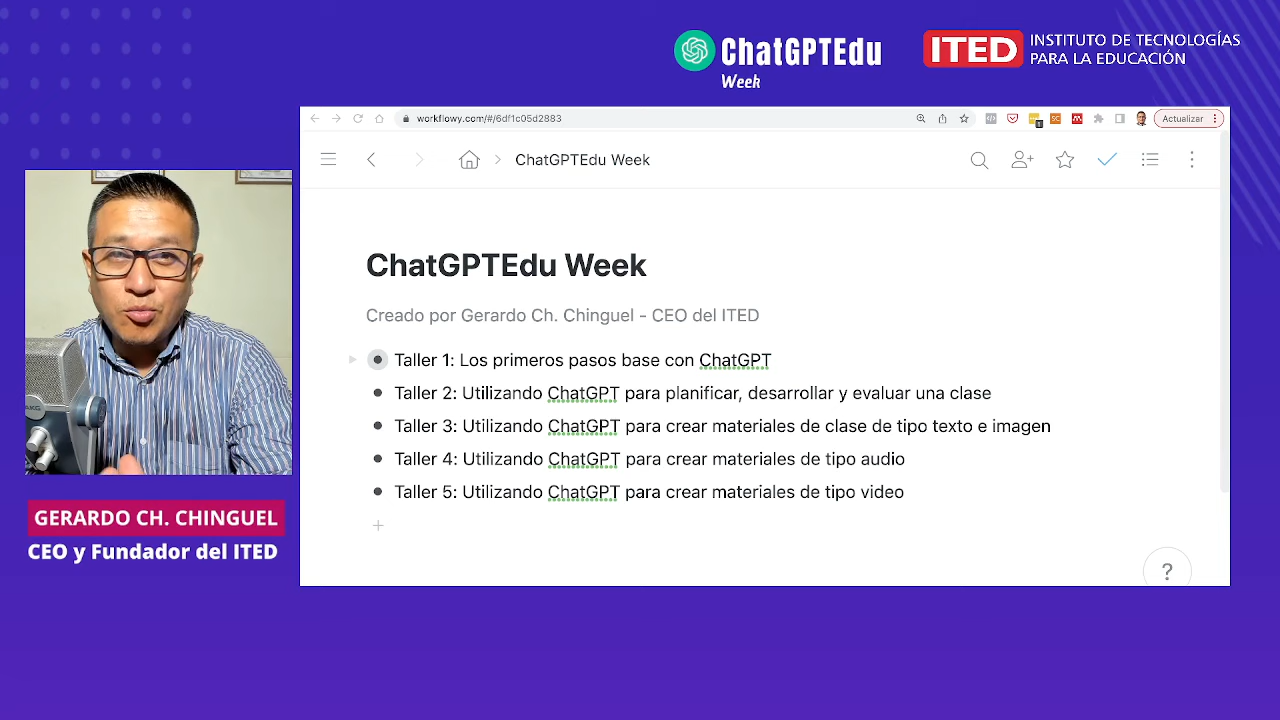 ChatGPTEdu
Week
ITED
INSTITUTO DE TECNOLOGÍAS
PARA LA EDUCACIÓN
workflowy.com/#/6df1c05d2883
Actualizar
ChatGPTEdu Week
ChatGPTEdu Week
Creado por Gerardo Ch. Chinguel - CEO del ITED
Taller 1: Los primeros pasos base con ChatGPT
Taller 2: Utilizando ChatGPT para planificar, desarrollar y evaluar una clase
Taller 3: Utilizando ChatGPT para crear materiales de clase de tipo texto e imagen
Taller 4: Utilizando ChatGPT para crear materiales de tipo audio
Taller 5: Utilizando ChatGPT para crear materiales de tipo video
?
GERARDO CH. CHINGUEL
CEO y Fundador del ITED